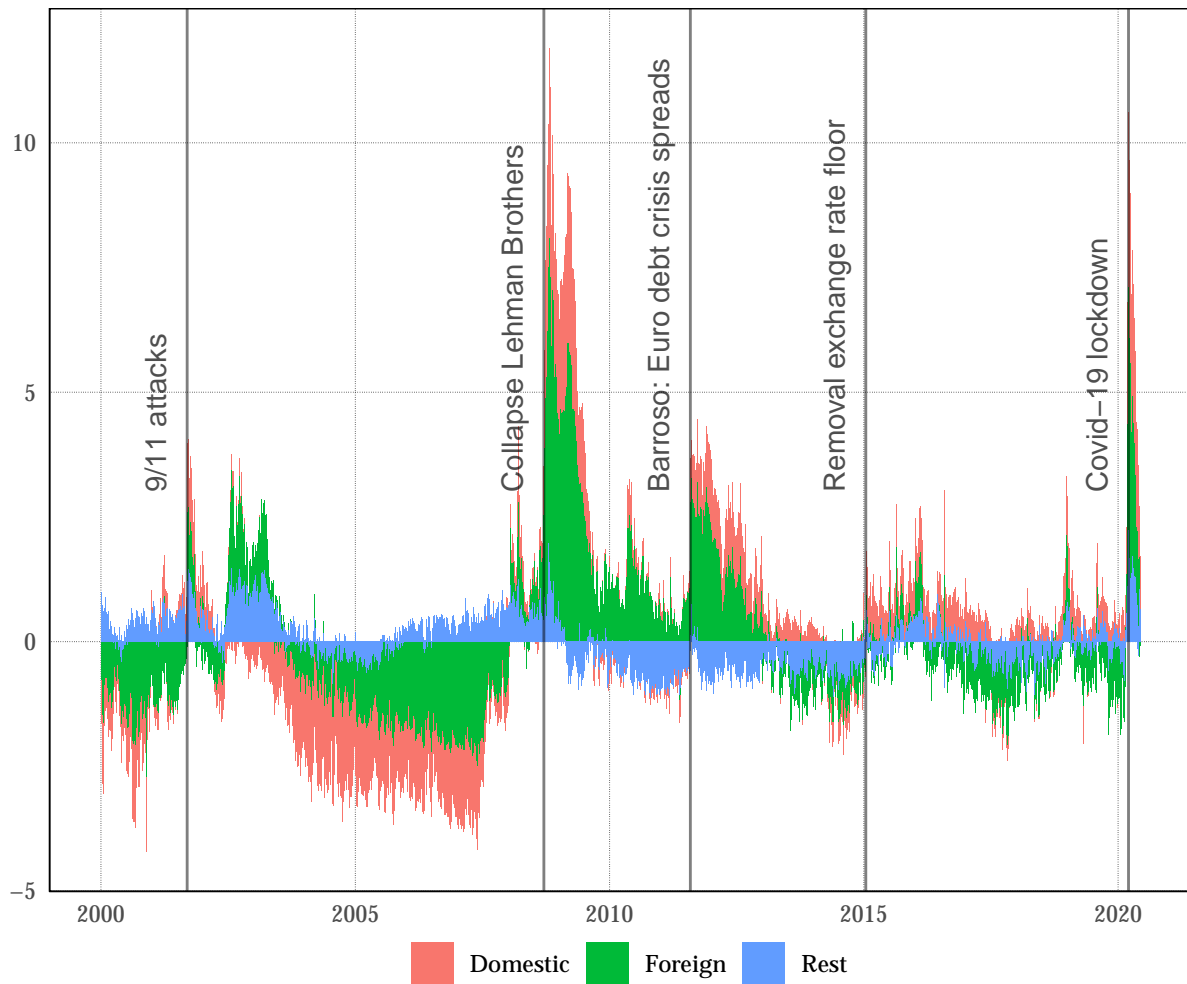 10
5
0
−5
9/11 attacks
Collapse Lehman Brothers
Barroso: Euro debt crisis spreads
Removal exchange rate floor
Covid−19 lockdown
2000
2005
2010
2015
2020
Domestic
Foreign
Rest